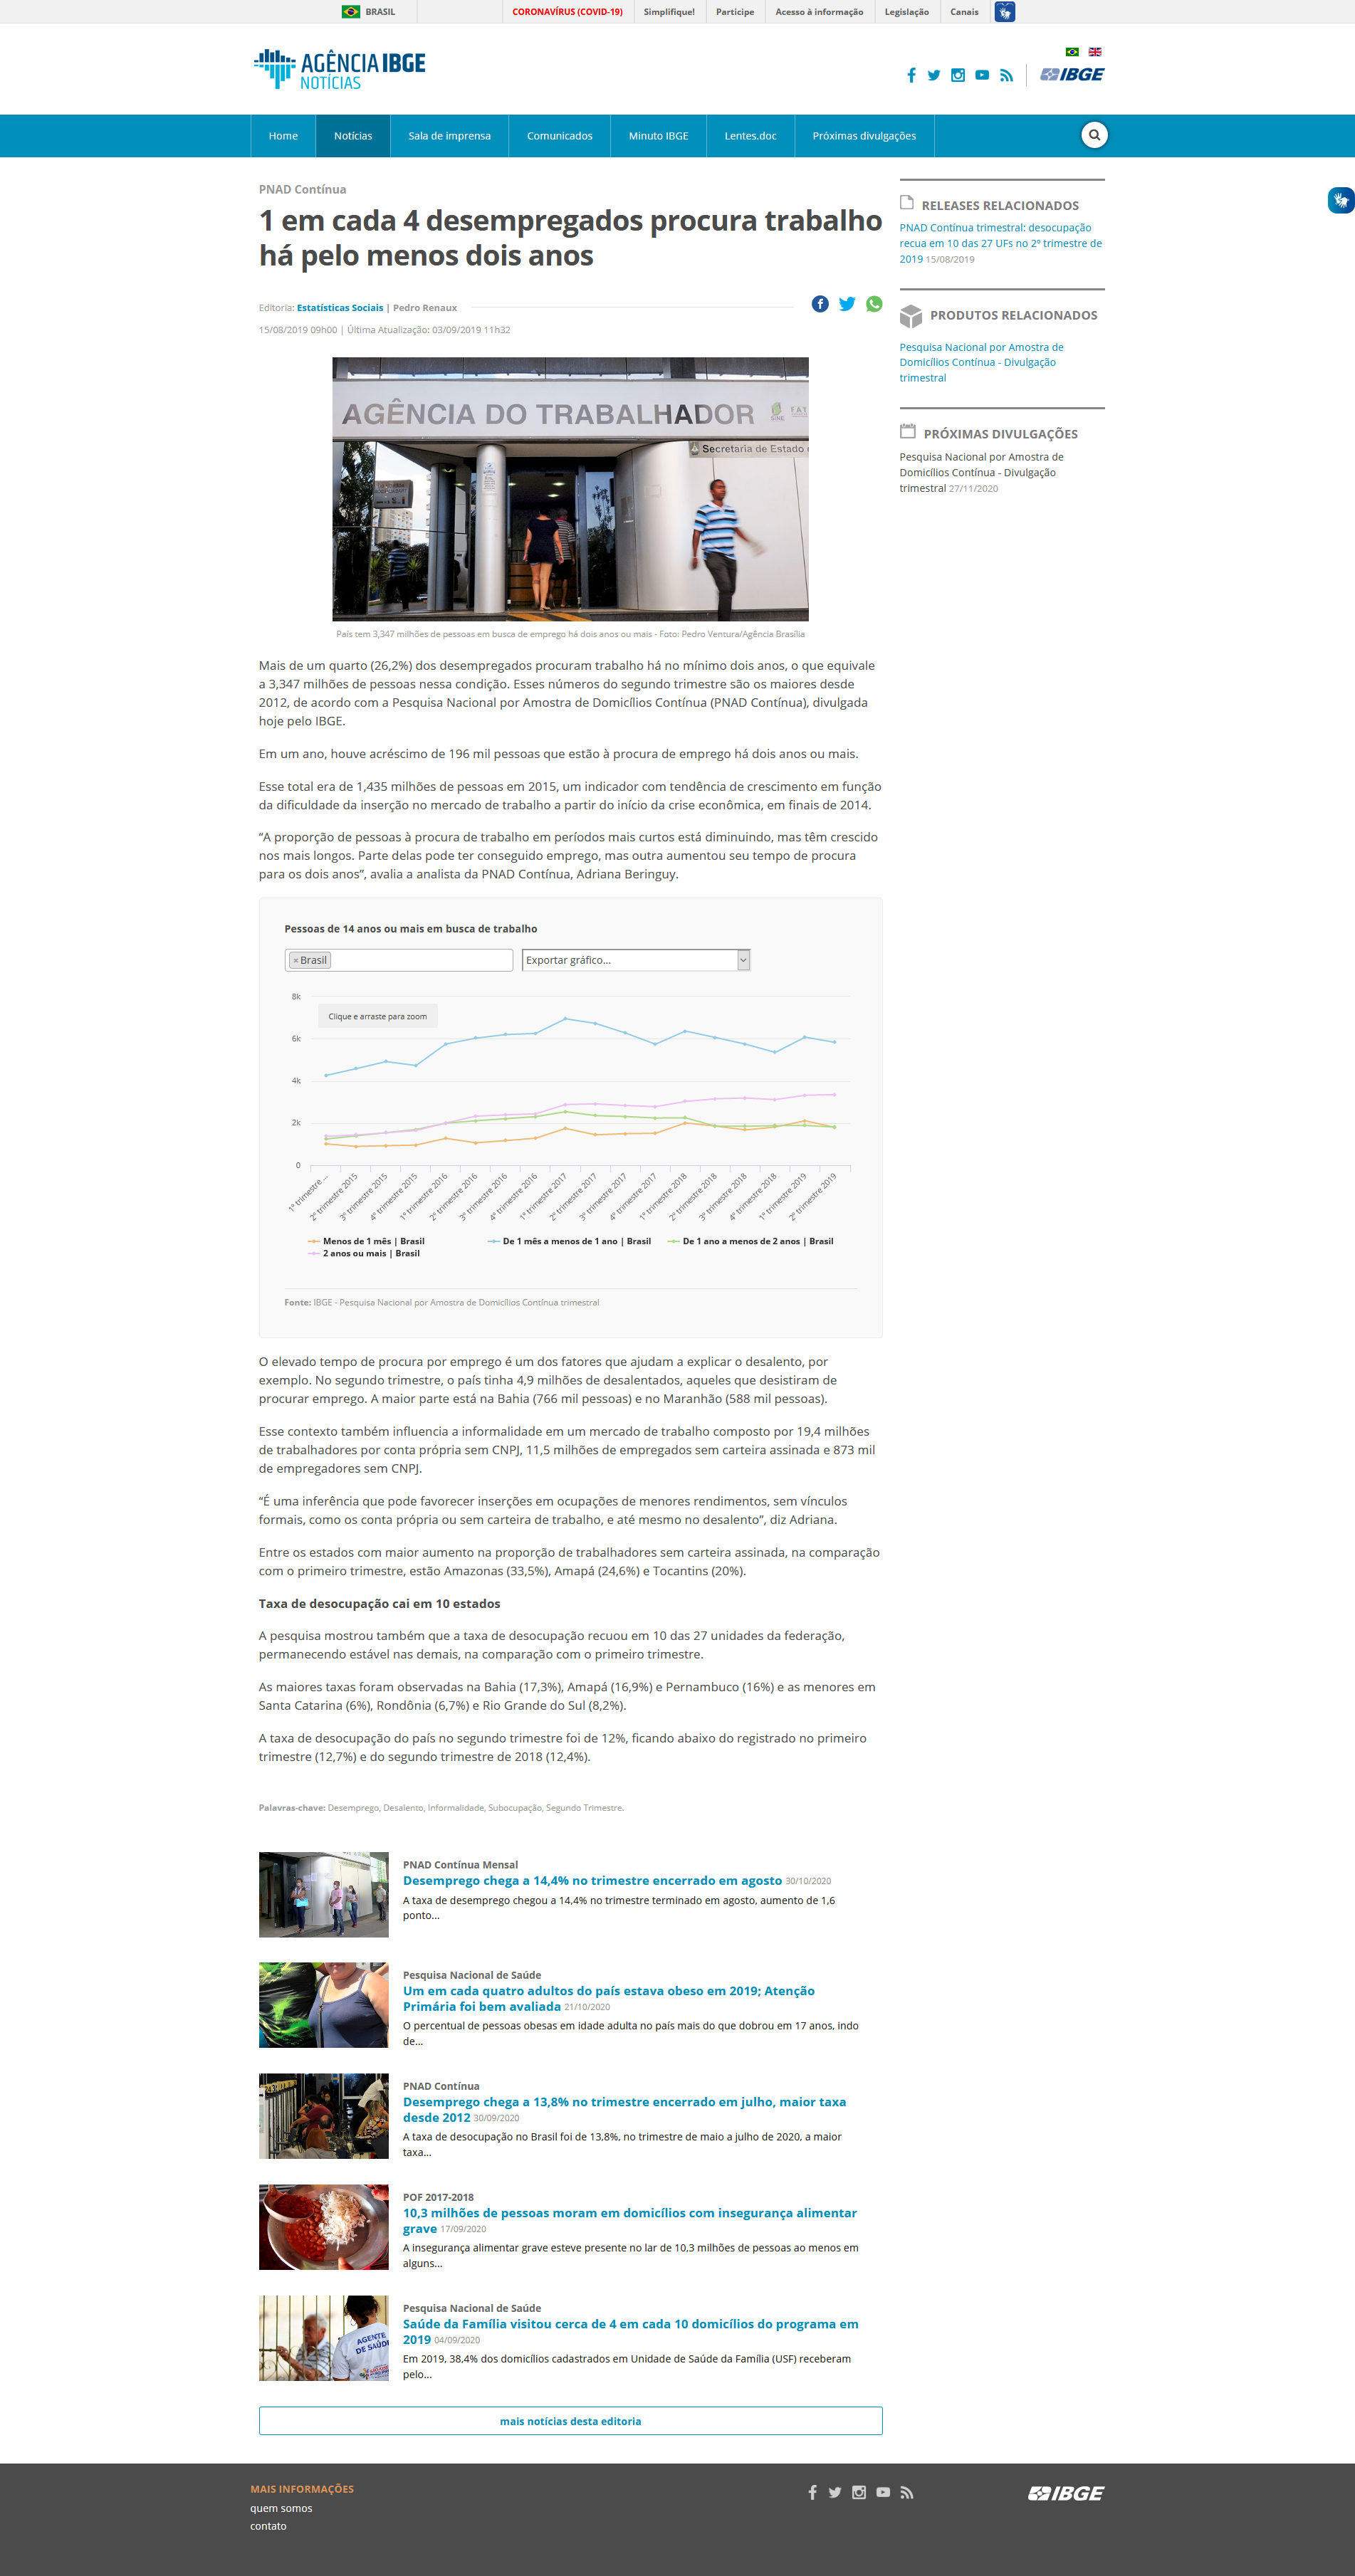 BRASIL
CORONAVÍRUS (COVID-19)
Simplifique!
Participe
Acesso à informação
Legislação
Canais
AGÊNCIA IBGE
NOTÍCIAS
IBGE
Home
Notícias
Sala de imprensa
Comunicados
Minuto IBGE
Lentes.doc
Próximas divulgações
PNAD Contínua
1 em cada 4 desempregados procura trabalho
há pelo menos dois anos
Editoria: Estatísticas Sociais | Pedro Renaux
15/08/2019 09h00 | Última Atualização: 03/09/2019 11h32
AGÊNCIA DO TRABALHADOR
SINE
FAT
Secretaria de Estado
País tem 3,347 milhões de pessoas em busca de emprego há dois anos ou mais - Foto: Pedro Ventura/Agência Brasília
Mais de um quarto (26,2%) dos desempregados procuram trabalho há no mínimo dois anos, o que equivale
a 3,347 milhões de pessoas nessa condição. Esses números do segundo trimestre são os maiores desde
2012, de acordo com a Pesquisa Nacional por Amostra de Domicílios Contínua (PNAD Contínua), divulgada
hoje pelo IBGE.
Em um ano, houve acréscimo de 196 mil pessoas que estão à procura de emprego há dois anos ou mais.
Esse total era de 1,435 milhões de pessoas em 2015, um indicador com tendência de crescimento em função
da dificuldade da inserção no mercado de trabalho a partir do início da crise econômica, em finais de 2014.
“A proporção de pessoas à procura de trabalho em períodos mais curtos está diminuindo, mas têm crescido
nos mais longos. Parte delas pode ter conseguido emprego, mas outra aumentou seu tempo de procura
para os dois anos”, avalia a analista da PNAD Contínua, Adriana Beringuy.
Pessoas de 14 anos ou mais em busca de trabalho
× Brasil
Exportar gráfico...
8k
Clique e arraste para zoom
6k
4k
2k
0
1º trimestre …
2º trimestre 2015
3º trimestre 2015
4º trimestre 2015
1º trimestre 2016
2º trimestre 2016
3º trimestre 2016
4º trimestre 2016
1º trimestre 2017
2º trimestre 2017
3º trimestre 2017
4º trimestre 2017
1º trimestre 2018
2º trimestre 2018
3º trimestre 2018
4º trimestre 2018
1º trimestre 2019
2º trimestre 2019
Menos de 1 mês | Brasil
De 1 mês a menos de 1 ano | Brasil
De 1 ano a menos de 2 anos | Brasil
2 anos ou mais | Brasil
Fonte: IBGE - Pesquisa Nacional por Amostra de Domicílios Contínua trimestral
O elevado tempo de procura por emprego é um dos fatores que ajudam a explicar o desalento, por
exemplo. No segundo trimestre, o país tinha 4,9 milhões de desalentados, aqueles que desistiram de
procurar emprego. A maior parte está na Bahia (766 mil pessoas) e no Maranhão (588 mil pessoas).
Esse contexto também influencia a informalidade em um mercado de trabalho composto por 19,4 milhões
de trabalhadores por conta própria sem CNPJ, 11,5 milhões de empregados sem carteira assinada e 873 mil
de empregadores sem CNPJ.
“É uma inferência que pode favorecer inserções em ocupações de menores rendimentos, sem vínculos
formais, como os conta própria ou sem carteira de trabalho, e até mesmo no desalento”, diz Adriana.
Entre os estados com maior aumento na proporção de trabalhadores sem carteira assinada, na comparação
com o primeiro trimestre, estão Amazonas (33,5%), Amapá (24,6%) e Tocantins (20%).
Taxa de desocupação cai em 10 estados
A pesquisa mostrou também que a taxa de desocupação recuou em 10 das 27 unidades da federação,
permanecendo estável nas demais, na comparação com o primeiro trimestre.
As maiores taxas foram observadas na Bahia (17,3%), Amapá (16,9%) e Pernambuco (16%) e as menores em
Santa Catarina (6%), Rondônia (6,7%) e Rio Grande do Sul (8,2%).
A taxa de desocupação do país no segundo trimestre foi de 12%, ficando abaixo do registrado no primeiro
trimestre (12,7%) e do segundo trimestre de 2018 (12,4%).
Palavras-chave: Desemprego, Desalento, Informalidade, Subocupação, Segundo Trimestre.
PNAD Contínua Mensal
Desemprego chega a 14,4% no trimestre encerrado em agosto 30/10/2020
A taxa de desemprego chegou a 14,4% no trimestre terminado em agosto, aumento de 1,6
ponto...
Pesquisa Nacional de Saúde
Um em cada quatro adultos do país estava obeso em 2019; Atenção
Primária foi bem avaliada 21/10/2020
O percentual de pessoas obesas em idade adulta no país mais do que dobrou em 17 anos, indo
de...
PNAD Contínua
Desemprego chega a 13,8% no trimestre encerrado em julho, maior taxa
desde 2012 30/09/2020
A taxa de desocupação no Brasil foi de 13,8%, no trimestre de maio a julho de 2020, a maior
taxa...
POF 2017-2018
10,3 milhões de pessoas moram em domicílios com insegurança alimentar
grave 17/09/2020
A insegurança alimentar grave esteve presente no lar de 10,3 milhões de pessoas ao menos em
alguns...
AGENTE
DE SAÚDE
Pesquisa Nacional de Saúde
Saúde da Família visitou cerca de 4 em cada 10 domicílios do programa em
2019 04/09/2020
Em 2019, 38,4% dos domicílios cadastrados em Unidade de Saúde da Família (USF) receberam
pelo...
mais notícias desta editoria
RELEASES RELACIONADOS
PNAD Contínua trimestral: desocupação
recua em 10 das 27 UFs no 2º trimestre de
2019 15/08/2019
PRODUTOS RELACIONADOS
Pesquisa Nacional por Amostra de
Domicílios Contínua - Divulgação
trimestral
PRÓXIMAS DIVULGAÇÕES
Pesquisa Nacional por Amostra de
Domicílios Contínua - Divulgação
trimestral 27/11/2020
MAIS INFORMAÇÕES
quem somos
contato
IBGE